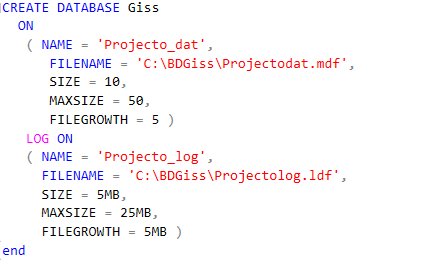 CREATE DATABASE Giss
ON
( NAME = 'Projecto_dat',
FILENAME = 'C:\BDGiss\Projectodat.mdf',
SIZE = 10,
MAXSIZE = 50,
FILEGROWTH = 5 )
LOG ON
( NAME = 'Projecto_log',
FILENAME = 'C:\BDGiss\Projectolog.ldf',
SIZE = 5MB,
MAXSIZE = 25MB,
FILEGROWTH = 5MB )
end